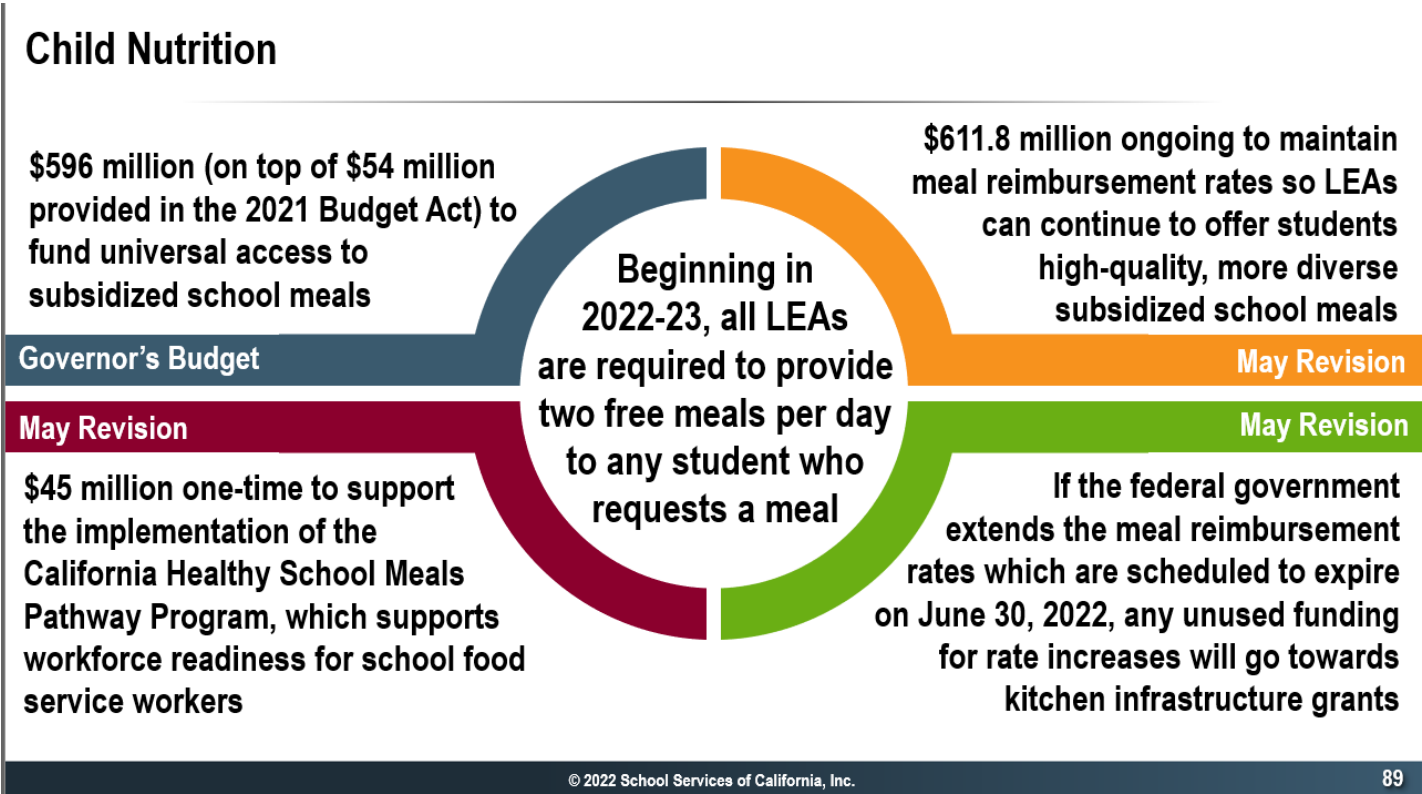 Child Nutrition
$596 million (on top of $54 million
provided in the 2021 Budget Act) to
fund universal access to
subsidized school meals
Governor's Budget
$611.8 million ongoing to maintain
meal reimbursement rates so LEAs
can continue to offer students
high-quality, more diverse
subsidized school meals
May Revision
Beginning in
2022-23, all LEAs
are required to provide
two free meals per day
to any student who
requests a meal
May Revision
$45 million one-time to support
the implementation of the
California Healthy School Meals
Pathway Program, which supports
workforce readiness for school food
service workers
May Revision
If the federal government
extends the meal reimbursement
rates which are scheduled to expire
on June 30, 2022, any unused funding
for rate increases will go towards
kitchen infrastructure grants
© 2022 School Services of California, Inc.
89